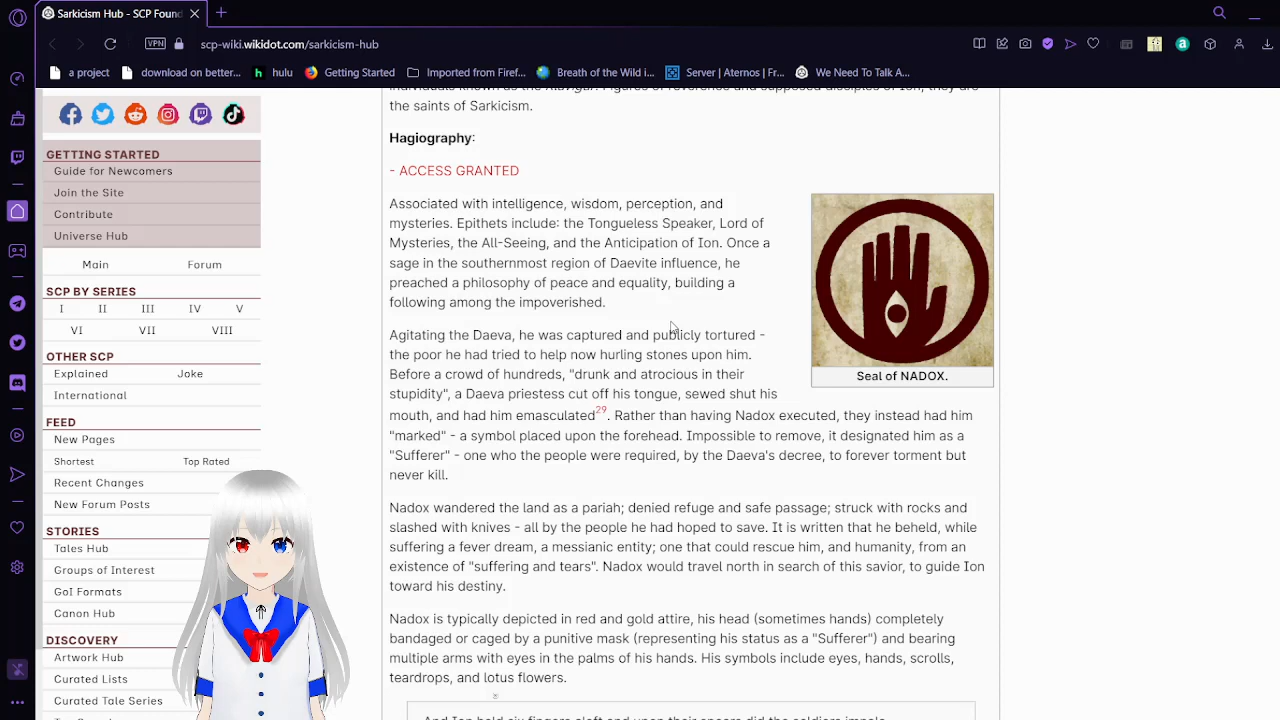 Sarkicism Hub - SCP Found
scp-wiki.wikidot.com/sarkicism-hub
VPN
a project
download on better...
hulu
Getting Started
Imported from Firef...
Breath of the Wild i...
Server | Aternos | Fr...
We Need To Talk A...
GETTING STARTED
Guide for Newcomers
Join the Site
Contribute
Universe Hub
Main Forum
SCP BY SERIES
I II III IV V
VI VII VIII
OTHER SCP
Explained Joke
International
FEED
New Pages
Shortest Top Rated
Recent Changes
New Forum Posts
STORIES
Tales Hub
Groups of Interest
GoI Formats
Canon Hub
DISCOVERY
Artwork Hub
Curated Lists
Curated Tale Series
the saints of Sarkicism.
Hagiography:
- ACCESS GRANTED
Associated with intelligence, wisdom, perception, and
mysteries. Epithets include: the Tongueless Speaker, Lord of
Mysteries, the All-Seeing, and the Anticipation of Ion. Once a
sage in the southernmost region of Daevite influence, he
preached a philosophy of peace and equality, building a
following among the impoverished.
Seal of NADOX.
Agitating the Daeva, he was captured and publicly tortured -
the poor he had tried to help now hurling stones upon him.
Before a crowd of hundreds, "drunk and atrocious in their
stupidity", a Daeva priestess cut off his tongue, sewed shut his
mouth, and had him emasculated29. Rather than having Nadox executed, they instead had him
"marked" - a symbol placed upon the forehead. Impossible to remove, it designated him as a
"Sufferer" - one who the people were required, by the Daeva's decree, to forever torment but
never kill.
Nadox wandered the land as a pariah; denied refuge and safe passage; struck with rocks and
slashed with knives - all by the people he had hoped to save. It is written that he beheld, while
suffering a fever dream, a messianic entity; one that could rescue him, and humanity, from an
existence of "suffering and tears". Nadox would travel north in search of this savior, to guide Ion
toward his destiny.
Nadox is typically depicted in red and gold attire, his head (sometimes hands) completely
bandaged or caged by a punitive mask (representing his status as a "Sufferer") and bearing
multiple arms with eyes in the palms of his hands. His symbols include eyes, hands, scrolls,
teardrops, and lotus flowers.